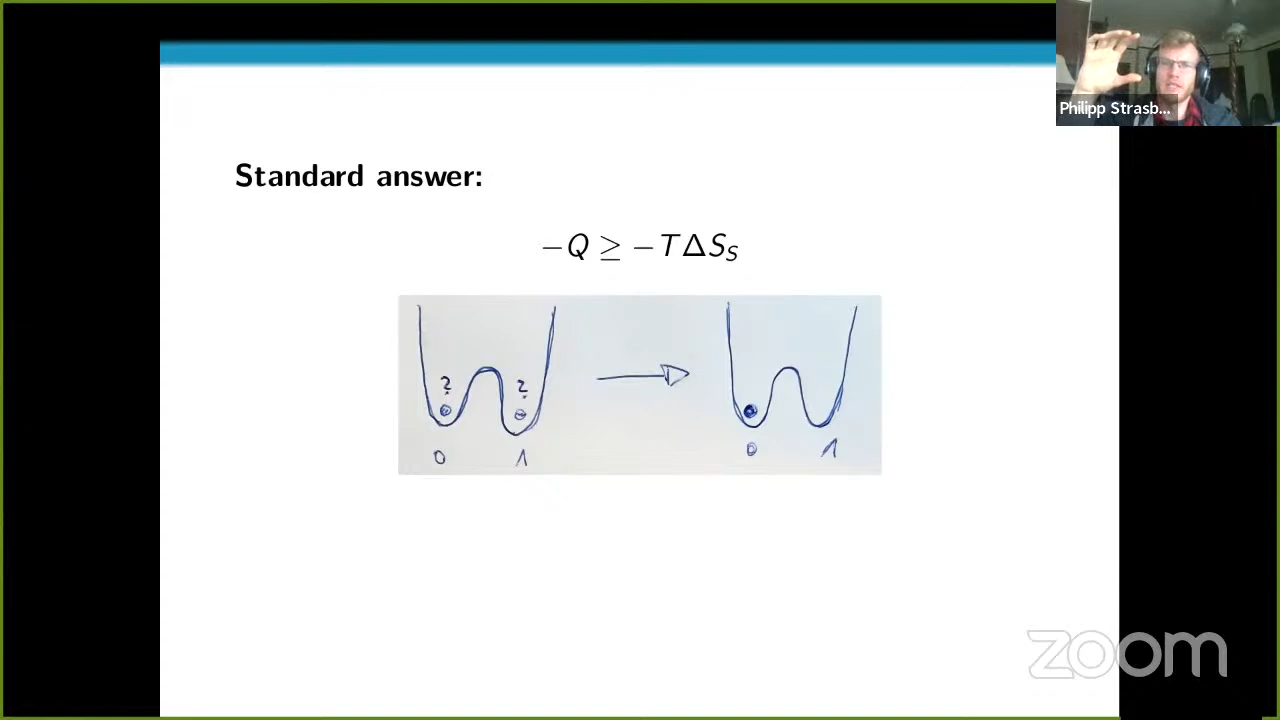 Philipp Strasb...
Standard answer:
−Q ≥ −TΔS_S
? ?
0 1
0 1
zoom